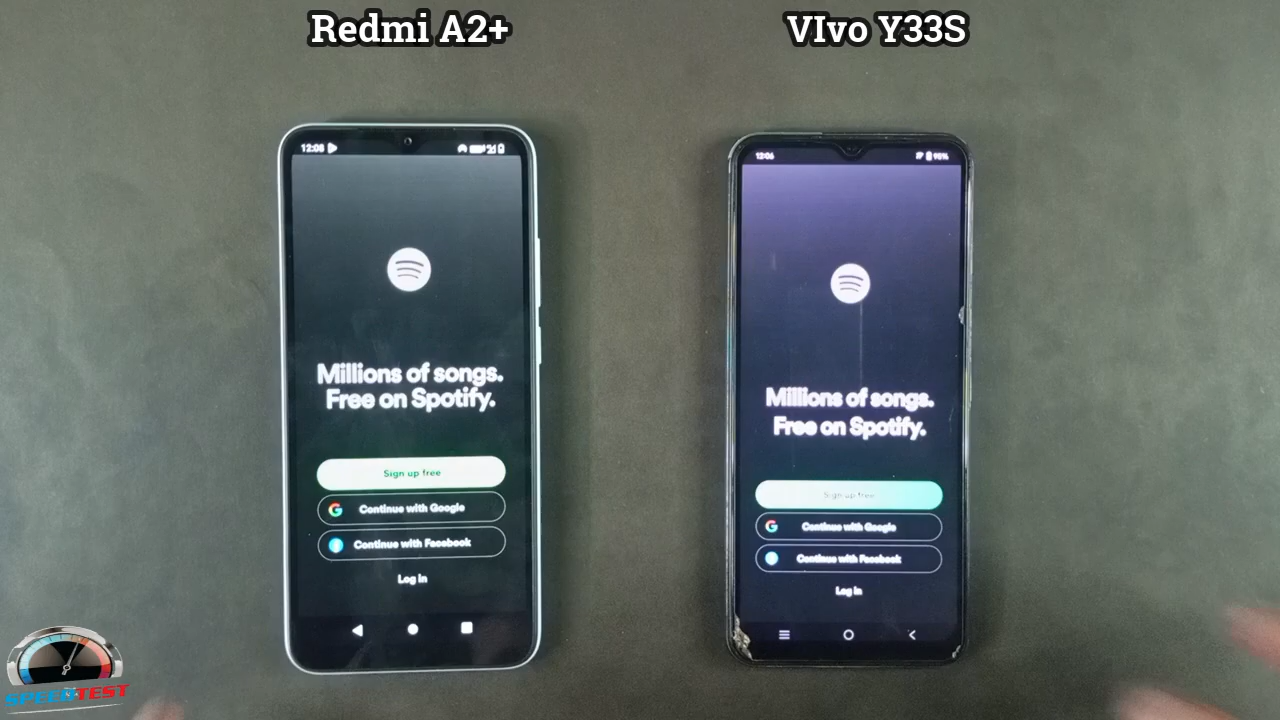 Redmi A2+
VIvo Y33S
12:08
Millions of songs.
Free on Spotify.
Sign up free
Continue with Google
Continue with Facebook
Log in
12:06
98%
Millions of songs.
Free on Spotify.
Sign up free
Continue with Google
Continue with Facebook
Log in
SPEEDTEST